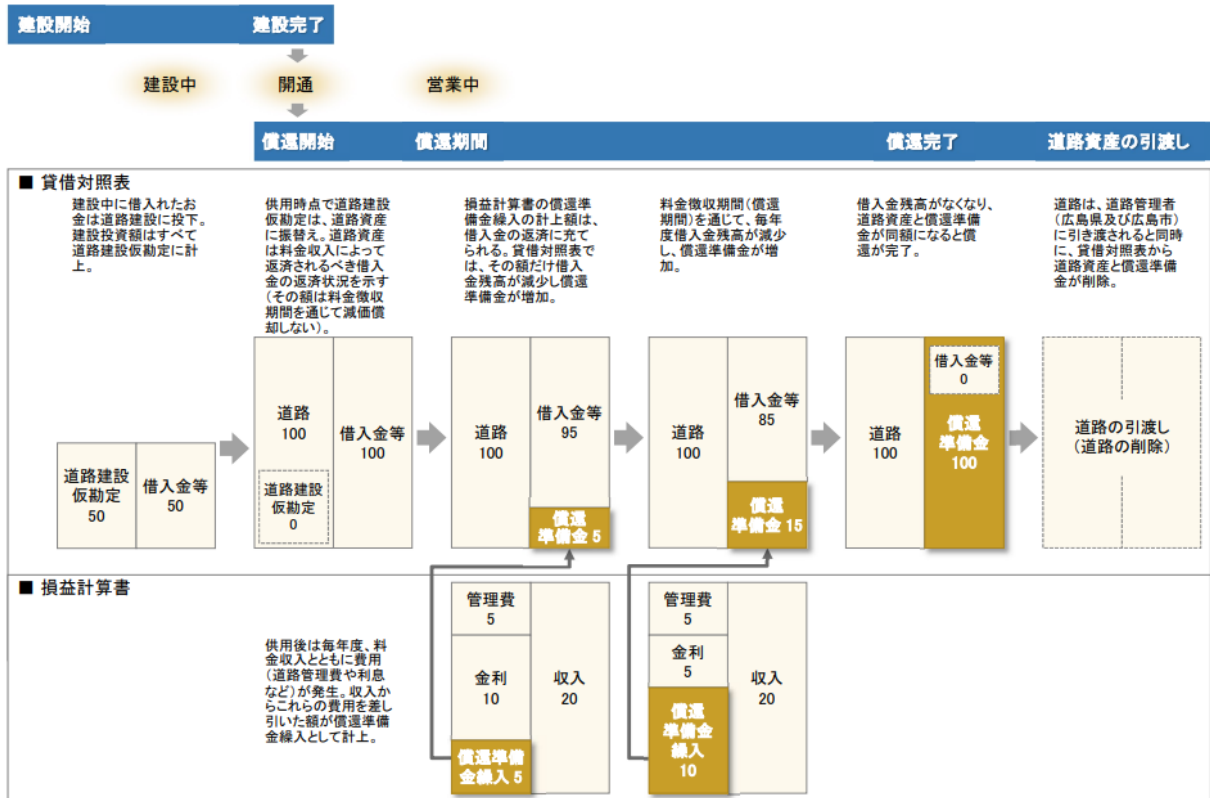 建設開始
建設完了
建設中
開通
営業中
償還開始
償還期間
償還完了
道路資産の引渡し
■ 貸借対照表
建設中に借入れたお
金は道路建設に投下。
建設投資額はすべて
道路建設仮勘定に計
上。
供用時点で道路建設
仮勘定は、道路資産
に振替え。道路資産
は料金収入によって
返済されるべき借入
金の返済状況を示す
(その額は料金徴収
期間を通じて減価償
却しない)。
損益計算書の償還準
備金繰入の計上額は、
借入金の返済に充て
られる。貸借対照表で
は、その額だけ借入
金残高が減少し償還
準備金が増加。
料金徴収期間(償還
期間)を通じて、毎年
度借入金残高が減少
し、償還準備金が増
加。
借入金残高がなくなり、
道路資産と償還準備
金が同額になると償
還が完了。
道路は、道路管理者
(広島県及び広島市)
に引き渡されると同時
に、貸借対照表から
道路資産と償還準備
金が削除。
道路建設
仮勘定
50
借入金等
50
道路
100
道路建設
仮勘定
0
借入金等
100
道路
100
借入金等
95
償還
準備金 5
道路
100
借入金等
85
償還
準備金 15
道路
100
借入金等
0
償還
準備金
100
道路の引渡し
(道路の削除)
■ 損益計算書
供用後は毎年度、料
金収入とともに費用
(道路管理費や利息
など)が発生。収入か
らこれらの費用を差し
引いた額が償還準備
金繰入として計上。
管理費
5
金利
10
償還準備
金繰入 5
収入
20
管理費
5
金利
5
償還
準備金
繰入
10
収入
20